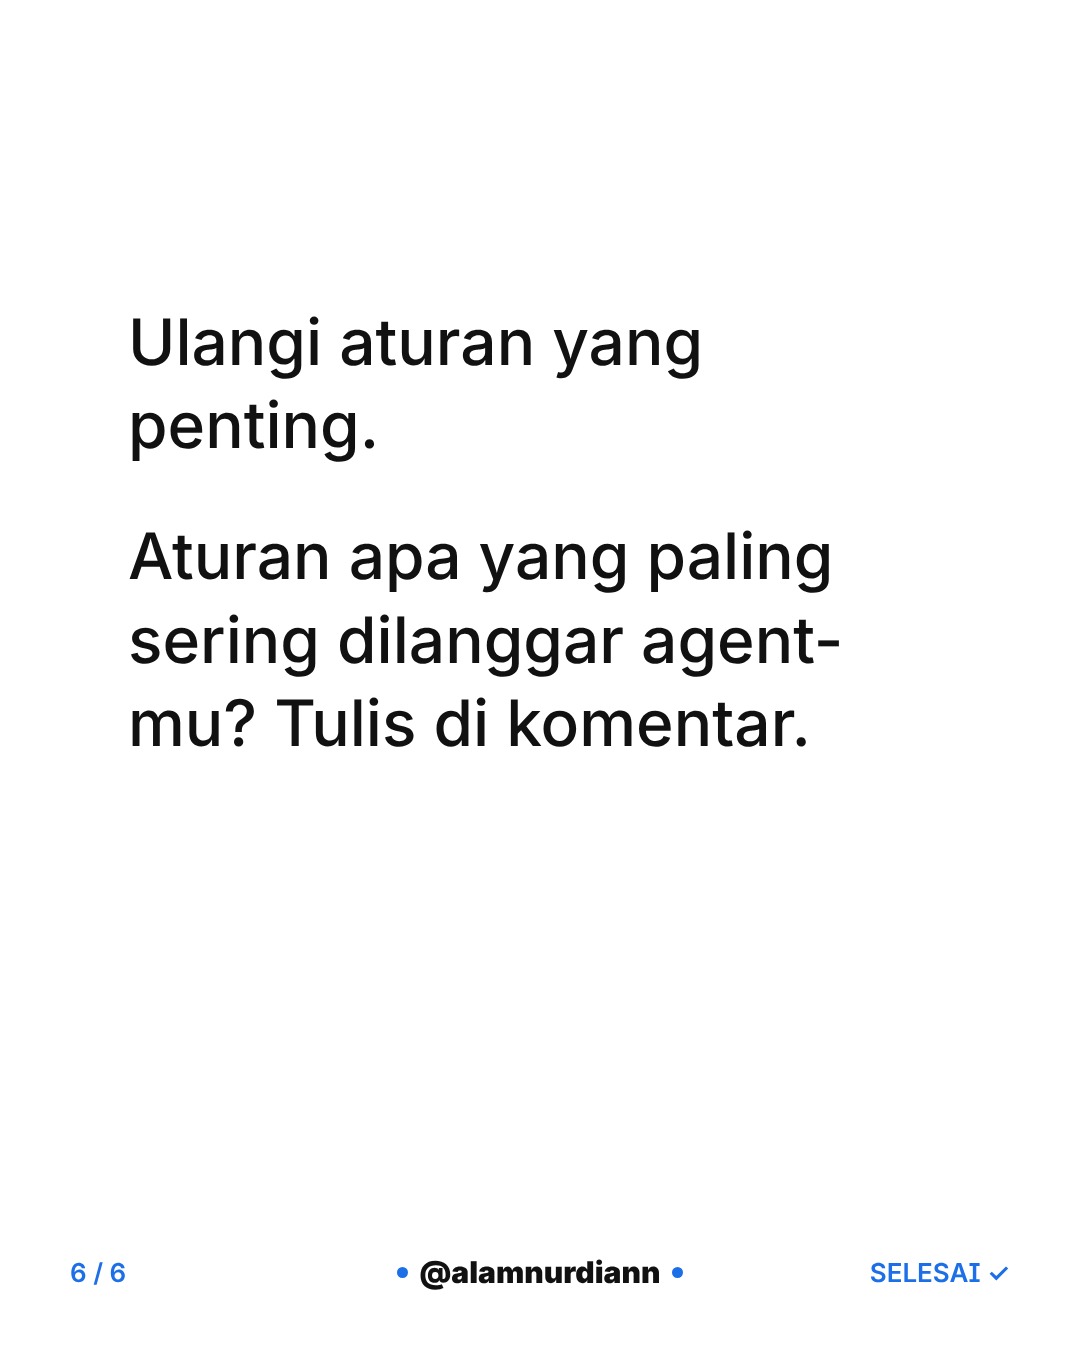 Ulangi aturan yang
penting.
Aturan apa yang paling
sering dilanggar agent-
mu? Tulis di komentar.
6 / 6
• @alamnurdiann •
SELESAI ✓